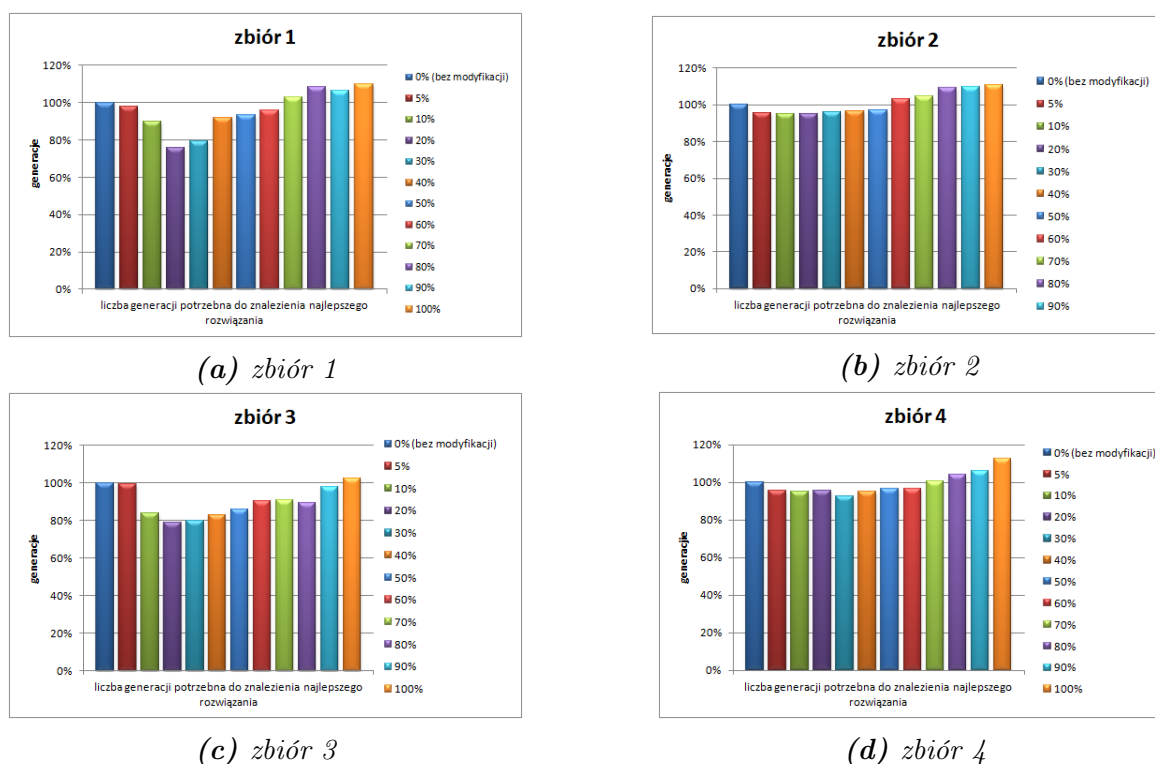 zbiór 1
120%
100%
80%
60%
40%
20%
0%
generacje
liczba generacji potrzebna do znalezienia najlepszego
rozwiązania
0% (bez modyfikacji)
5%
10%
20%
30%
40%
50%
60%
70%
80%
90%
100%
(a) zbiór 1
zbiór 2
120%
100%
80%
60%
40%
20%
0%
generacje
liczba generacji potrzebna do znalezienia najlepszego
rozwiązania
0% (bez modyfikacji)
5%
10%
20%
30%
40%
50%
60%
70%
80%
90%
(b) zbiór 2
zbiór 3
120%
100%
80%
60%
40%
20%
0%
generacje
liczba generacji potrzebna do znalezienia najlepszego
rozwiązania
0% (bez modyfikacji)
5%
10%
20%
30%
40%
50%
60%
70%
80%
90%
100%
(c) zbiór 3
zbiór 4
120%
100%
80%
60%
40%
20%
0%
generacje
liczba generacji potrzebna do znalezienia najlepszego
rozwiązania
0% (bez modyfikacji)
5%
10%
20%
30%
40%
50%
60%
70%
80%
90%
100%
(d) zbiór 4